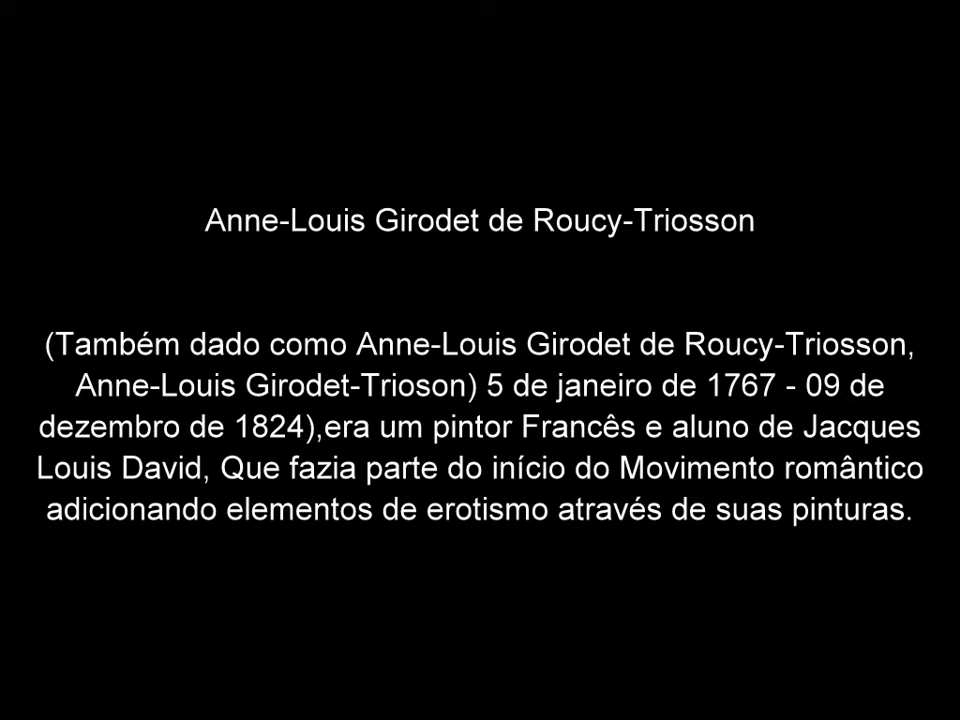 Anne-Louis Girodet de Roucy-Triosson
(Também dado como Anne-Louis Girodet de Roucy-Triosson,
Anne-Louis Girodet-Trioson) 5 de janeiro de 1767 - 09 de
dezembro de 1824),era um pintor Francês e aluno de Jacques
Louis David, Que fazia parte do início do Movimento romântico
adicionando elementos de erotismo através de suas pinturas.